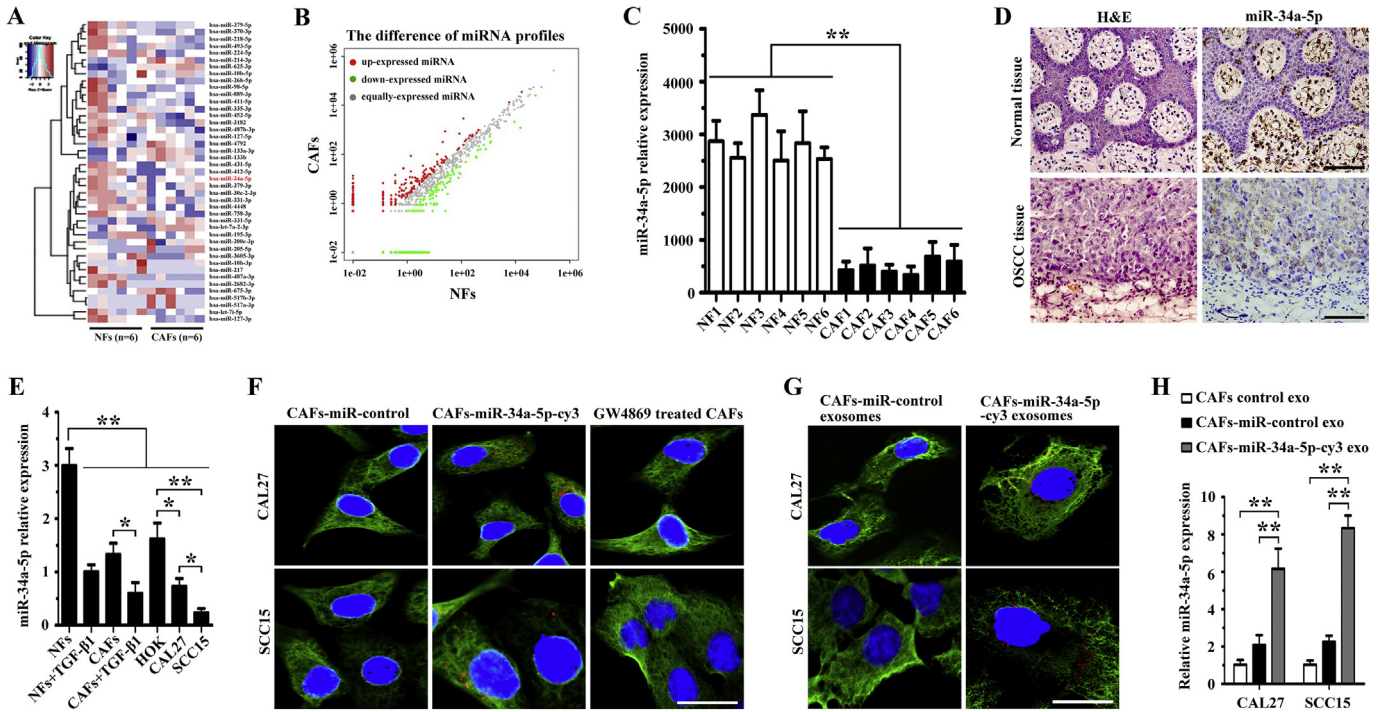 A
Color Key
and Histogram
hsa-miR-379-5p
hsa-miR-370-3p
hsa-miR-218-5p
hsa-miR-493-5p
hsa-miR-224-5p
hsa-miR-214-3p
hsa-miR-625-3p
hsa-miR-10b-5p
hsa-miR-26b-5p
hsa-miR-98-5p
hsa-miR-889-3p
hsa-miR-411-5p
hsa-miR-335-3p
hsa-miR-452-5p
hsa-miR-3182
hsa-miR-487b-3p
hsa-miR-127-5p
hsa-miR-4792
hsa-miR-133a-3p
hsa-miR-133b
hsa-miR-431-5p
hsa-miR-412-5p
hsa-miR-34a-5p
hsa-miR-379-3p
hsa-miR-30c-2-3p
hsa-miR-331-3p
hsa-miR-4448
hsa-miR-758-3p
hsa-miR-331-5p
hsa-let-7a-2-3p
hsa-miR-195-3p
hsa-miR-200c-3p
hsa-miR-205-5p
hsa-miR-3605-3p
hsa-miR-10b-3p
hsa-miR-217
hsa-miR-487a-3p
hsa-miR-2682-3p
hsa-miR-675-3p
hsa-miR-517b-3p
hsa-miR-517a-3p
hsa-let-7i-5p
hsa-miR-127-3p
NFs (n=6) CAFs (n=6)
B
The difference of miRNA profiles
up-expressed miRNA
down-expressed miRNA
equally-expressed miRNA
CAFs
1e+06
1e+04
1e+02
1e+00
1e-02
1e-02 1e+00 1e+02 1e+04 1e+06
NFs
C
**
miR-34a-5p relative expression
5000
4000
3000
2500
2000
1500
1000
500
0
NF1 NF2 NF3 NF4 NF5 NF6 CAF1 CAF2 CAF3 CAF4 CAF5 CAF6
D
H&E miR-34a-5p
Normal tissue
OSCC tissue
E
miR-34a-5p relative expression
4
3
2
1
0
**
**
* *
*
NFs NFs+TGF-β1 CAFs CAFs+TGF-β1 HOK CAL27 SCC15
F
CAFs-miR-control CAFs-miR-34a-5p-cy3 GW4869 treated CAFs
CAL27
SCC15
G
CAFs-miR-control
exosomes
CAFs-miR-34a-5p
-cy3 exosomes
CAL27
SCC15
H
CAFs control exo
CAFs-miR-control exo
CAFs-miR-34a-5p-cy3 exo
Relative miR-34a-5p expression
10
8
6
4
2
0
** **
** **
CAL27 SCC15